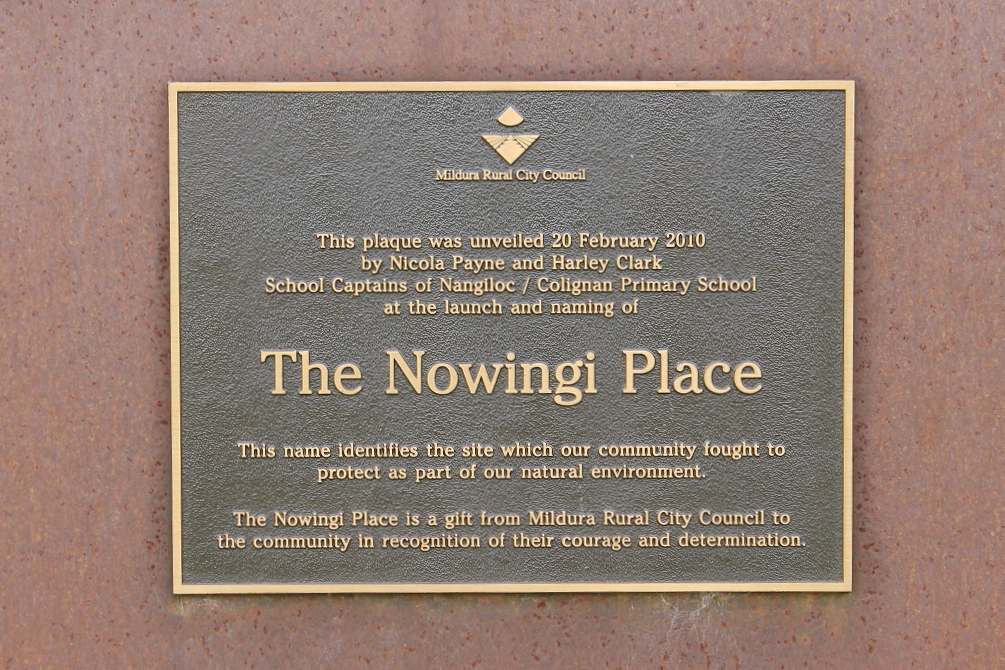 Mildura Rural City Council
This plaque was unveiled 20 February 2010
by Nicola Payne and Harley Clark
School Captains of Nangiloc / Colignan Primary School
at the launch and naming of
The Nowingi Place
This name identifies the site which our community fought to
protect as part of our natural environment.
The Nowingi Place is a gift from Mildura Rural City Council to
the community in recognition of their courage and determination.